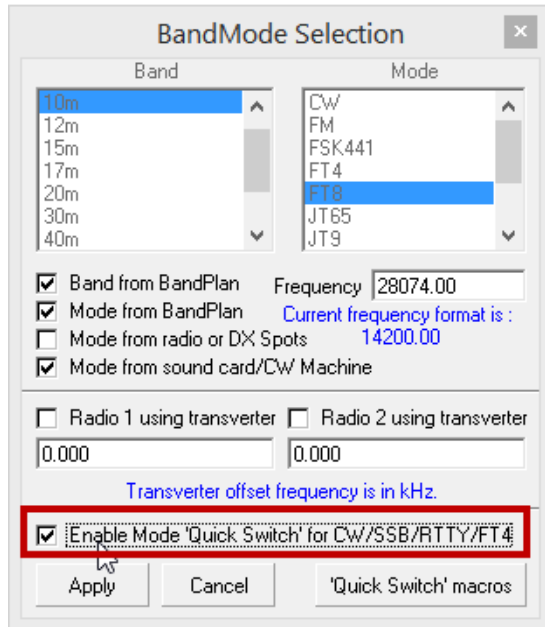 BandMode Selection
Band Mode
10m
12m
15m
17m
20m
30m
40m
CW
FM
FSK441
FT4
FT8
JT65
JT9
Band from BandPlan
Frequency 28074.00
Mode from BandPlan
Current frequency format is :
14200.00
Mode from radio or DX Spots
Mode from sound card/CW Machine
Radio 1 using transverter Radio 2 using transverter
0.000 0.000
Transverter offset frequency is in kHz.
Enable Mode 'Quick Switch' for CW/SSB/RTTY/FT4
Apply Cancel 'Quick Switch' macros